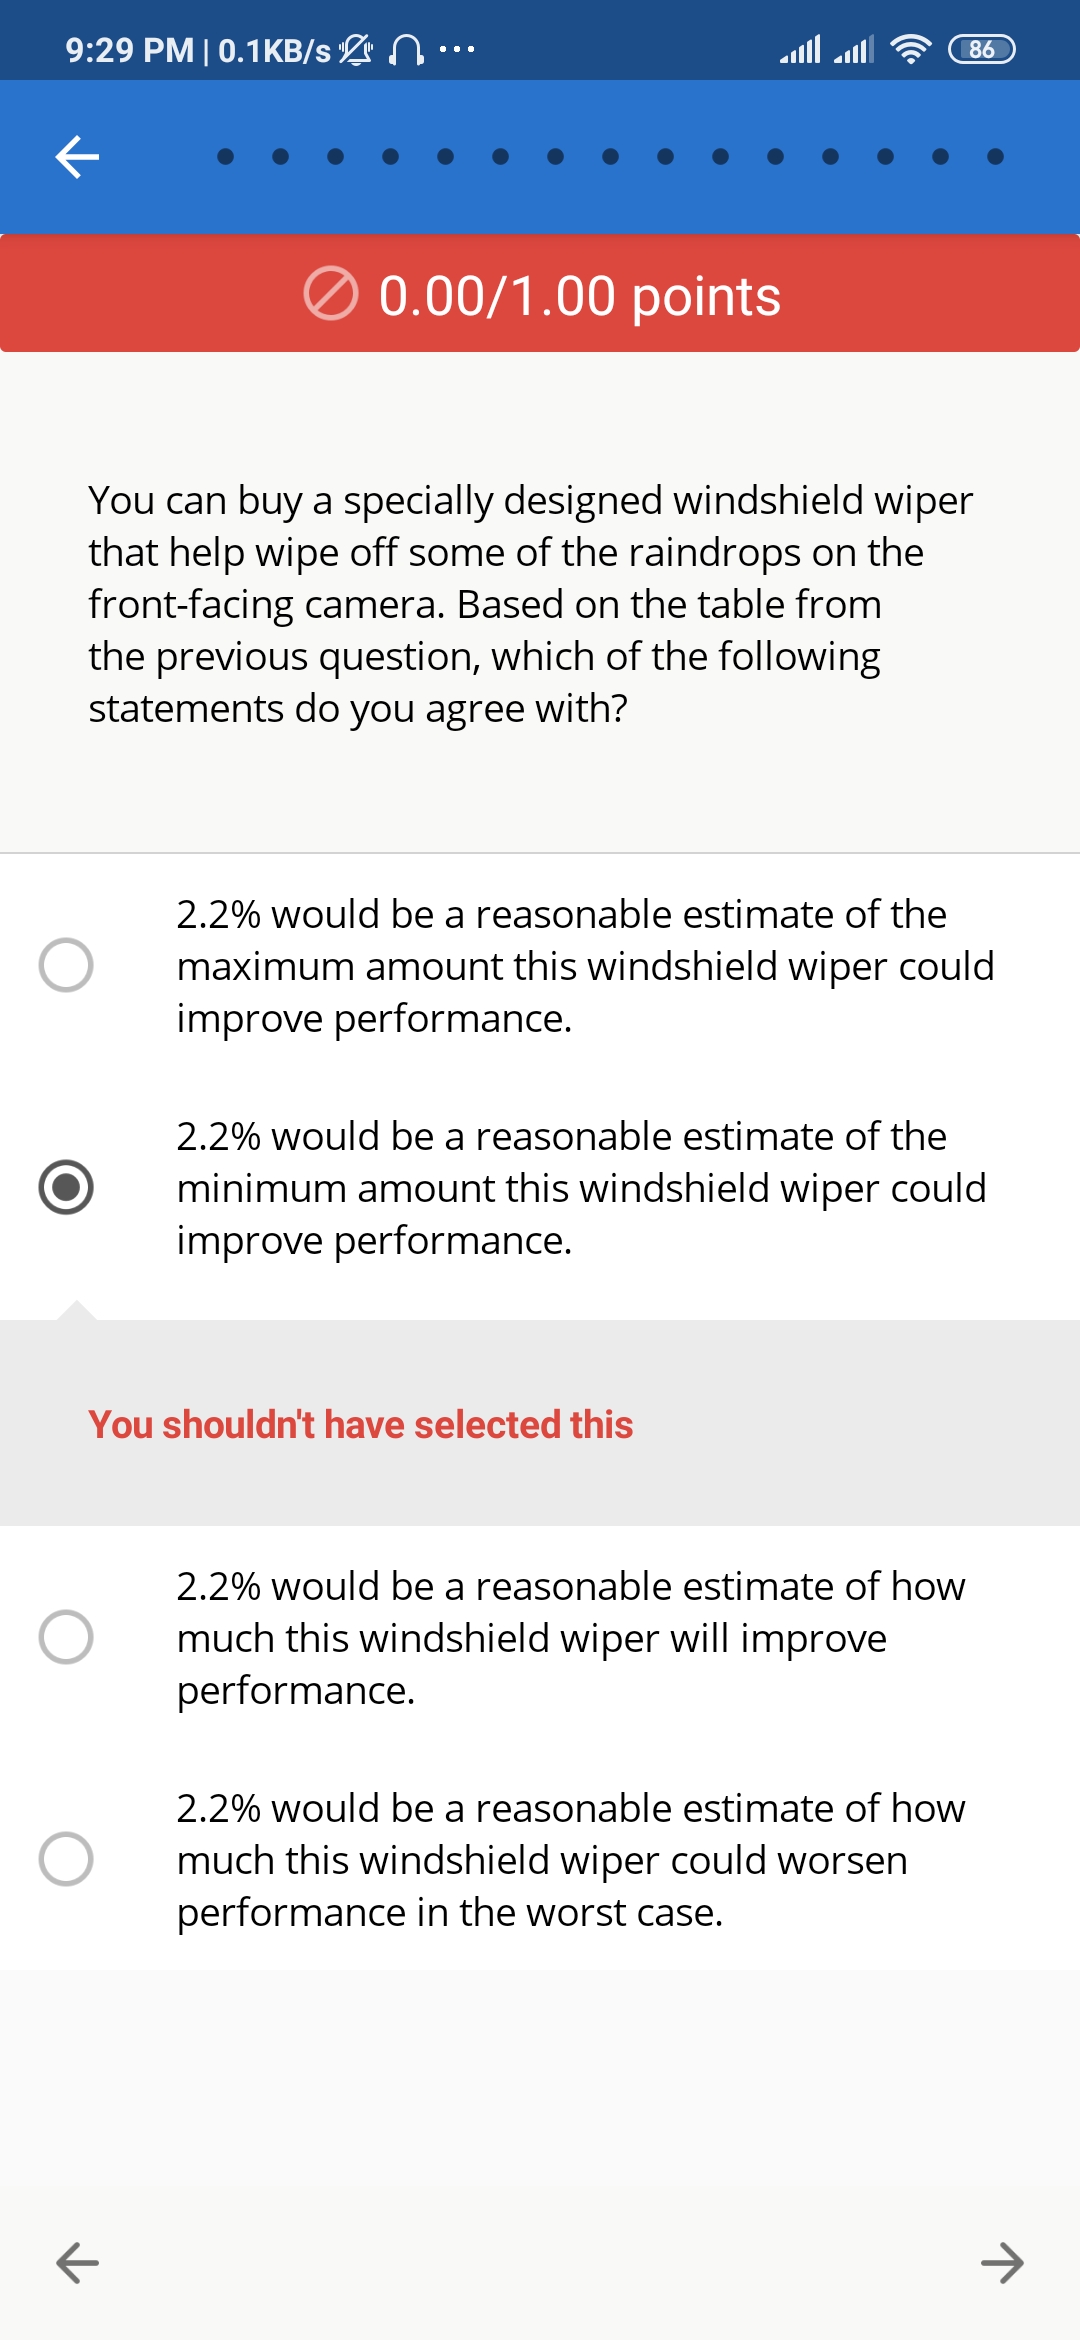 9:29 PM | 0.1KB/s ... 86
0.00/1.00 points
You can buy a specially designed windshield wiper
that help wipe off some of the raindrops on the
front-facing camera. Based on the table from
the previous question, which of the following
statements do you agree with?
2.2% would be a reasonable estimate of the
maximum amount this windshield wiper could
improve performance.
2.2% would be a reasonable estimate of the
minimum amount this windshield wiper could
improve performance.
You shouldn't have selected this
2.2% would be a reasonable estimate of how
much this windshield wiper will improve
performance.
2.2% would be a reasonable estimate of how
much this windshield wiper could worsen
performance in the worst case.